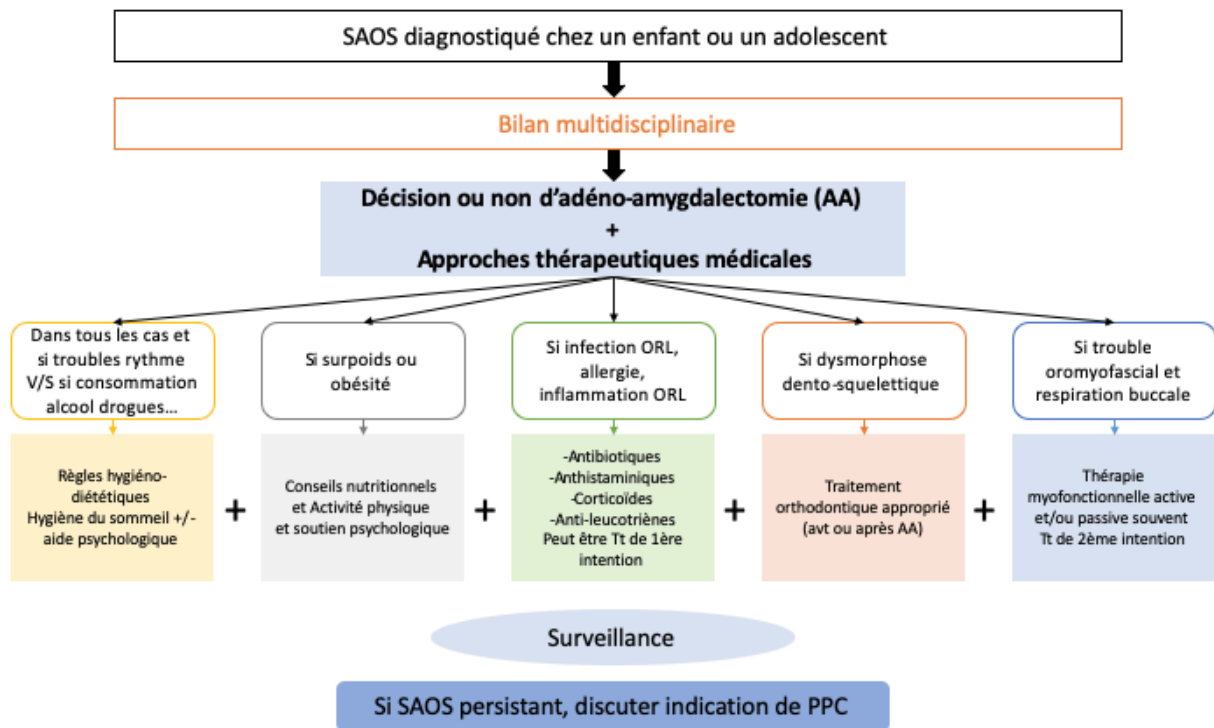 SAOS diagnostiqué chez un enfant ou un adolescent
Bilan multidisciplinaire
Décision ou non d'adéno-amygdalectomie (AA)
+
Approches thérapeutiques médicales
Dans tous les cas et
si troubles rythme
V/S si consommation
alcool drogues…
Si surpoids ou
obésité
Si infection ORL,
allergie,
inflammation ORL
Si dysmorphose
dento-squelettique
Si trouble
oromyofascial et
respiration buccale
Règles hygiéno-
diététiques
Hygiène du sommeil +/-
aide psychologique
+
Conseils nutritionnels
et Activité physique
et soutien psychologique
+
-Antibiotiques
-Anthistaminiques
-Corticoïdes
-Anti-leucotriènes
Peut être Tt de 1ère
intention
+
Traitement
orthodontique approprié
(avt ou après AA)
+
Thérapie
myofonctionnelle active
et/ou passive souvent
Tt de 2ème intention
Surveillance
Si SAOS persistant, discuter indication de PPC